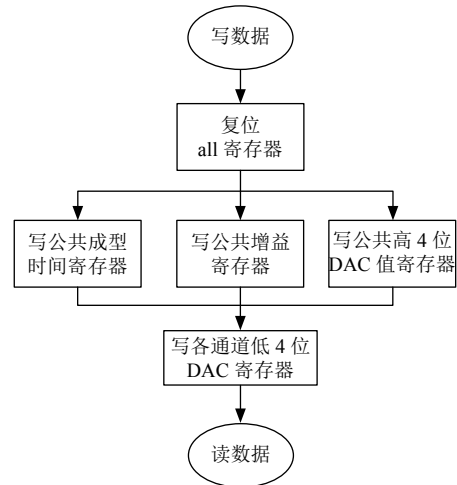 写数据
复位
all 寄存器
写公共成型
时间寄存器
写公共增益
寄存器
写公共高 4 位
DAC 值寄存器
写各通道低 4 位
DAC 寄存器
读数据